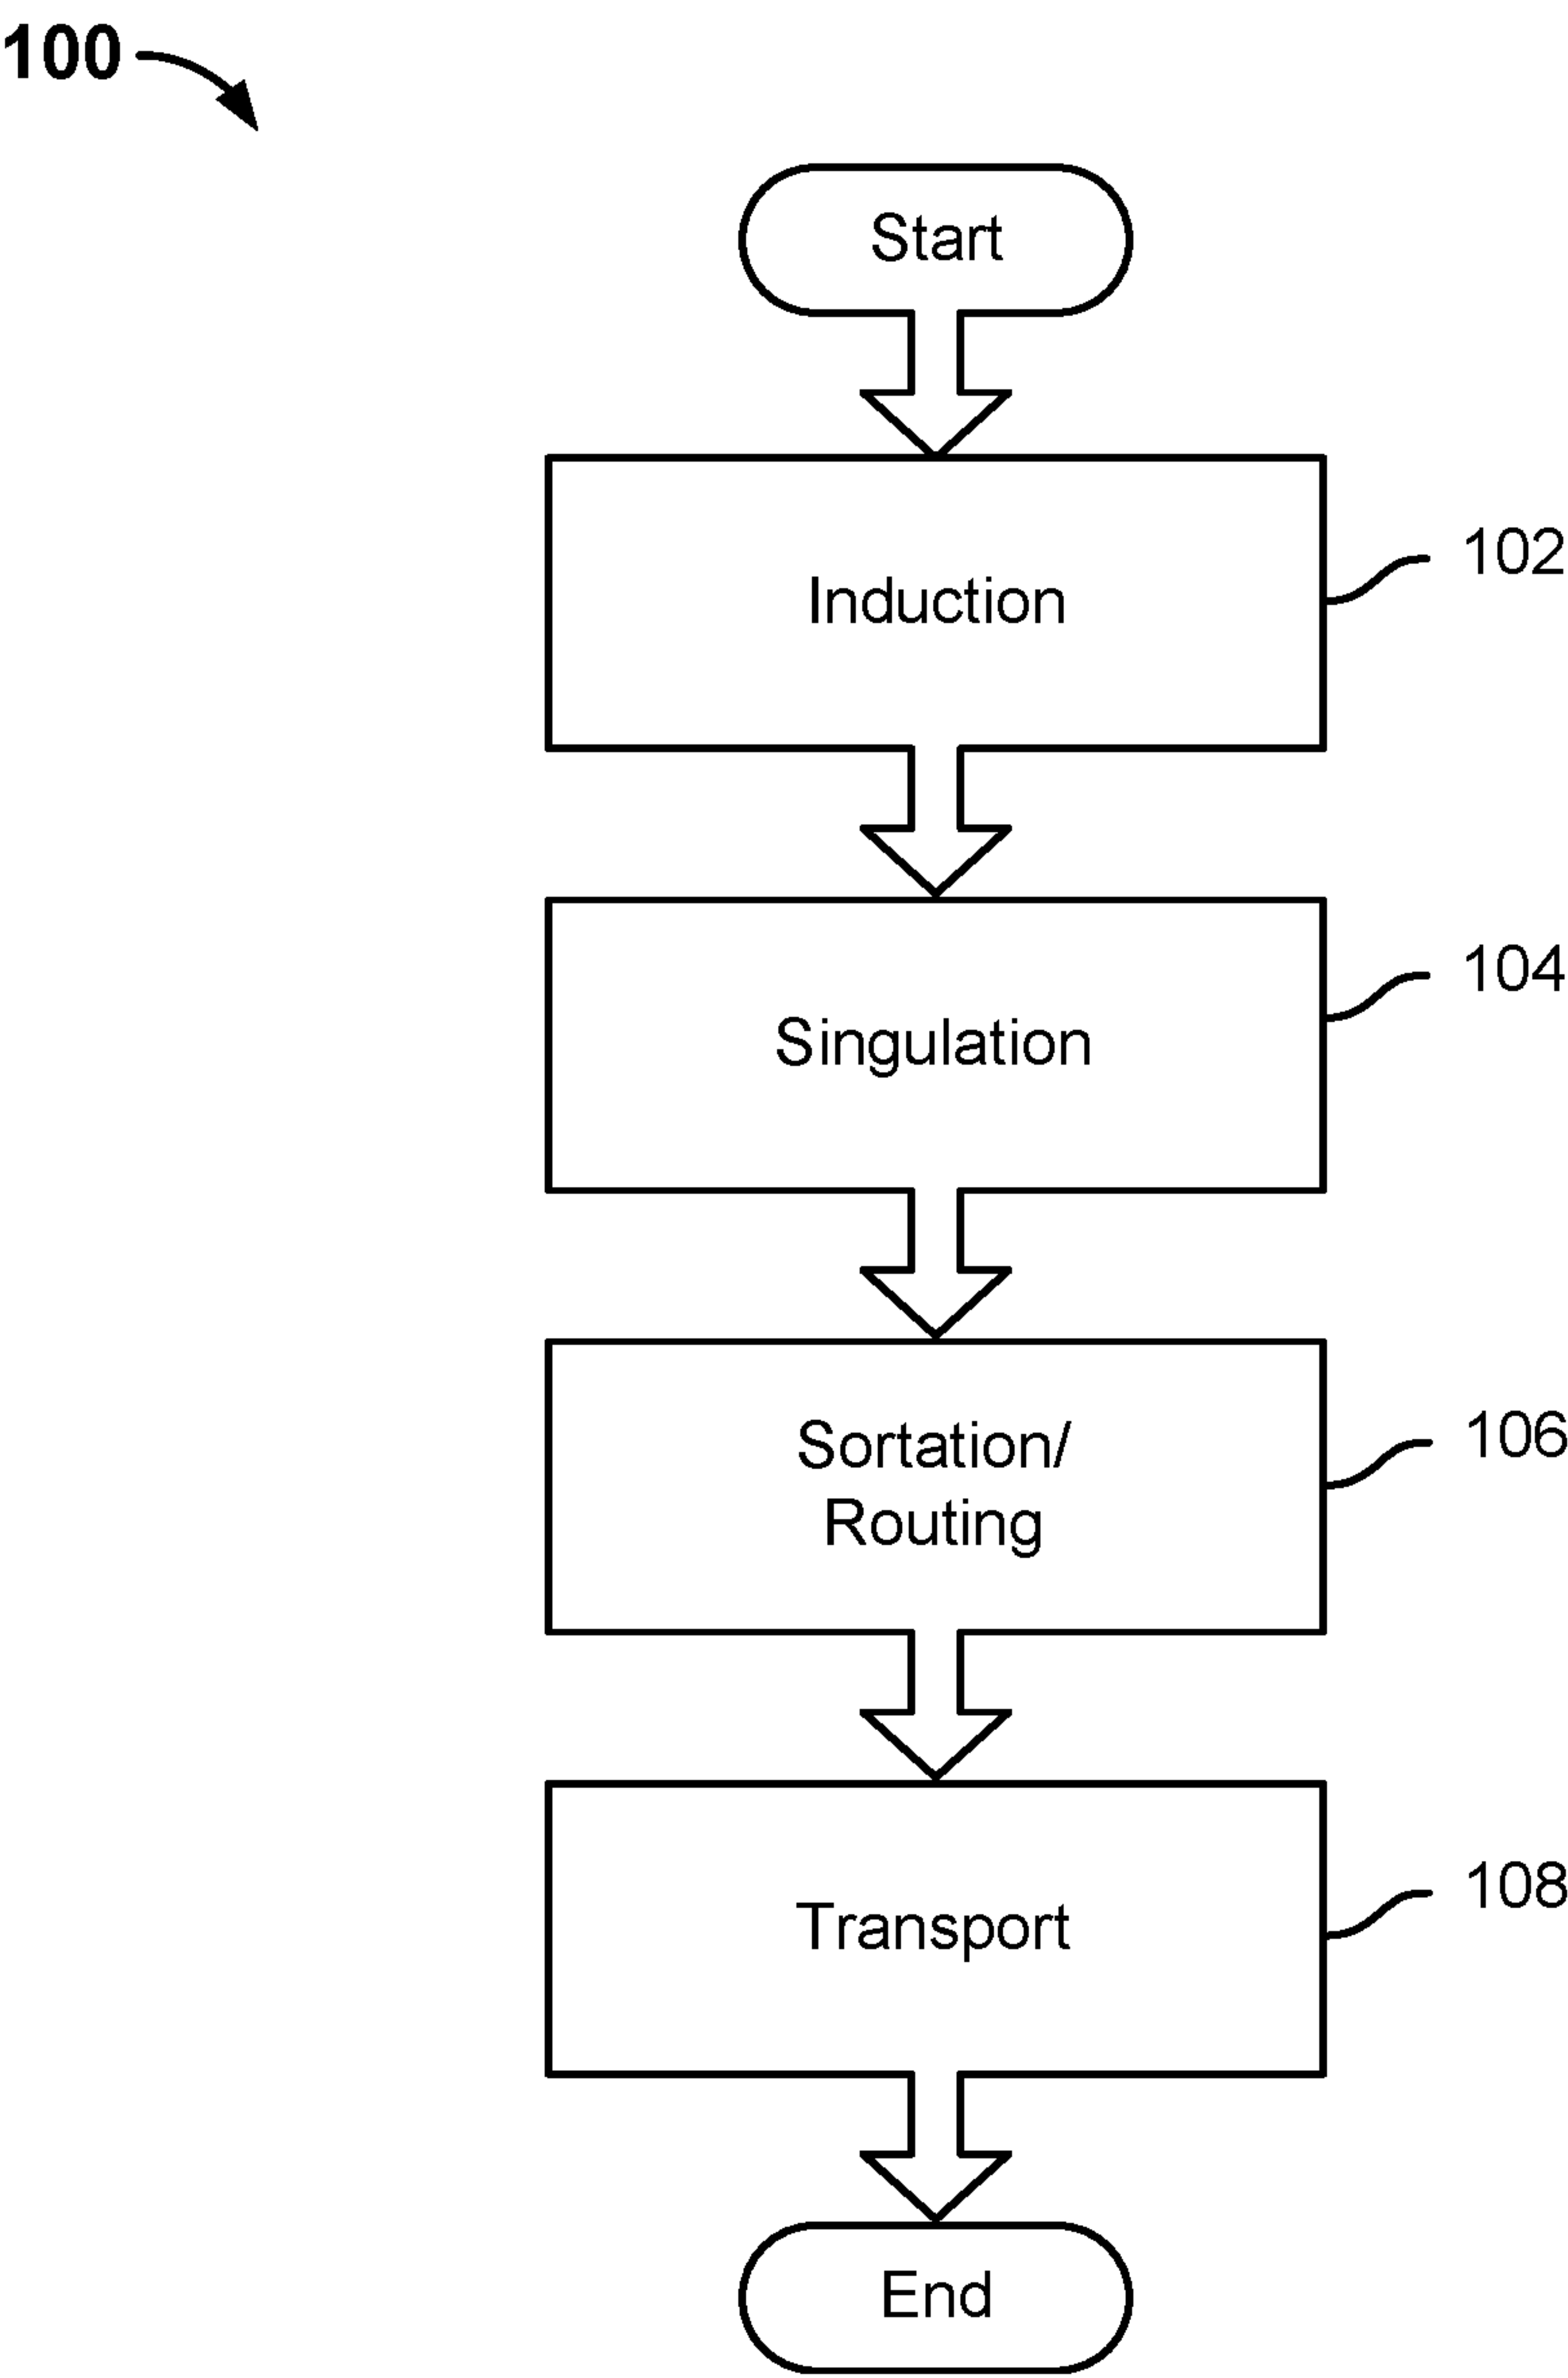 100
Start
Induction
102
Singulation
104
Sortation/
Routing
106
Transport
108
End